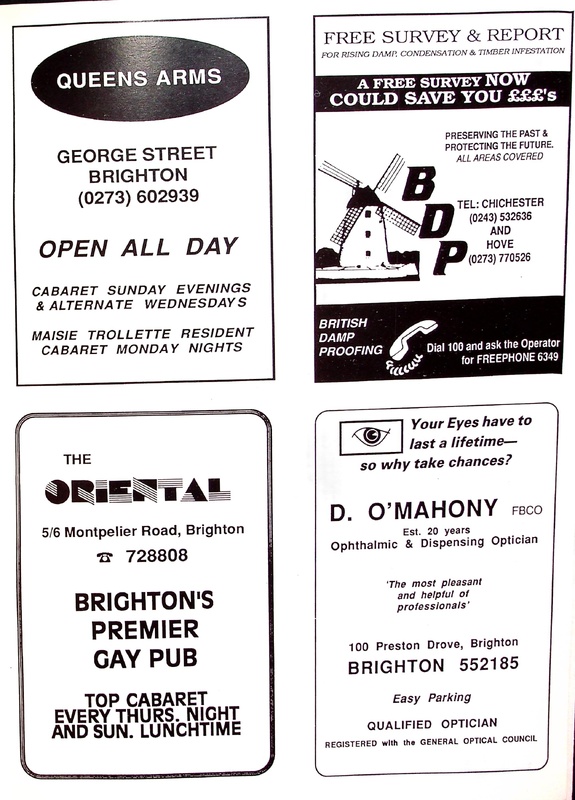 QUEENS ARMS
GEORGE STREET
BRIGHTON
(0273) 602939
OPEN ALL DAY
CABARET SUNDAY EVENINGS
& ALTERNATE WEDNESDAYS
MAISIE TROLLETTE RESIDENT
CABARET MONDAY NIGHTS
FREE SURVEY & REPORT
FOR RISING DAMP, CONDENSATION & TIMBER INFESTATION
A FREE SURVEY NOW
COULD SAVE YOU £££'s
PRESERVING THE PAST &
PROTECTING THE FUTURE.
ALL AREAS COVERED
BDP
TEL: CHICHESTER
(0243) 532636
AND
HOVE
(0273) 770526
BRITISH
DAMP
PROOFING
Dial 100 and ask the Operator
for FREEPHONE 6349
THE
ORIENTAL
5/6 Montpelier Road, Brighton
☎ 728808
BRIGHTON'S
PREMIER
GAY PUB
TOP CABARET
EVERY THURS. NIGHT
AND SUN. LUNCHTIME
Your Eyes have to
last a lifetime—
so why take chances?
D. O'MAHONY FBCO
Est. 20 years
Ophthalmic & Dispensing Optician
'The most pleasant
and helpful of
professionals'
100 Preston Drove, Brighton
BRIGHTON 552185
Easy Parking
QUALIFIED OPTICIAN
REGISTERED with the GENERAL OPTICAL COUNCIL